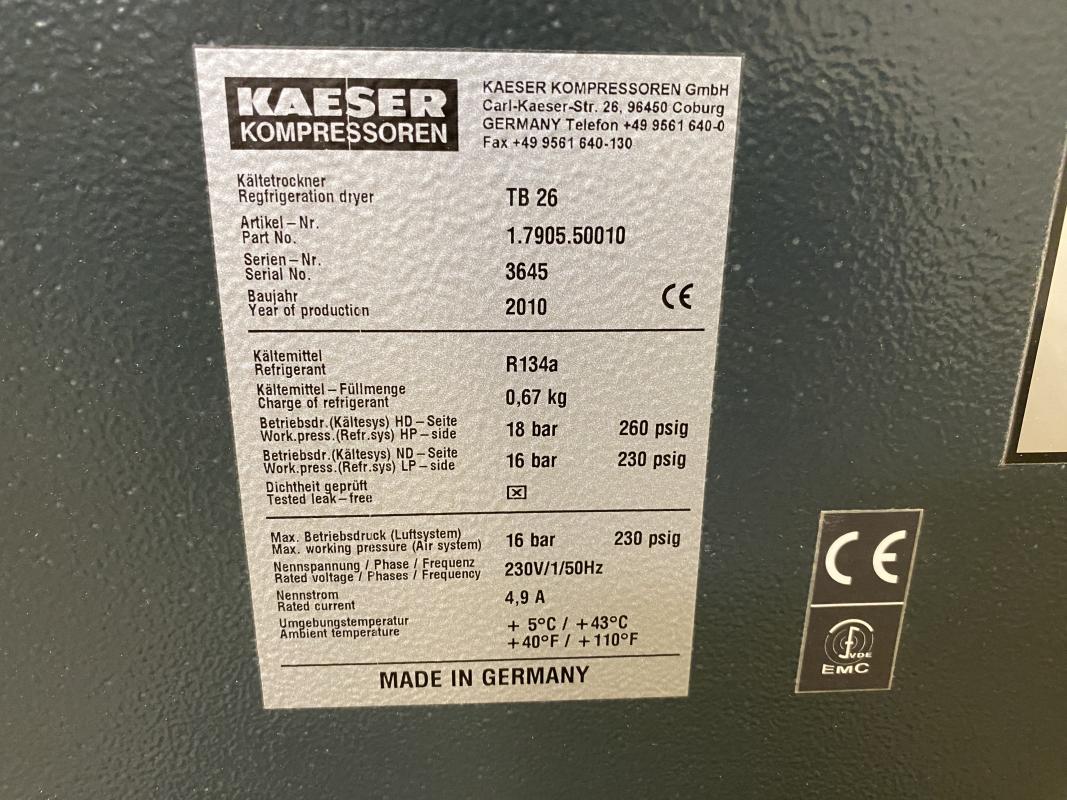 KAESER
KOMPRESSOREN
KAESER KOMPRESSOREN GmbH
Carl-Kaeser-Str. 26, 96450 Coburg
GERMANY Telefon +49 9561 640-0
Fax +49 9561 640-130
Kältetrockner
Regfrigeration dryer
TB 26
Artikel – Nr.
Part No.
1.7905.50010
Serien – Nr.
Serial No.
3645
Baujahr
Year of production
2010
CE
Kältemittel
Refrigerant
R134a
Kältemittel – Füllmenge
Charge of refrigerant
0,67 kg
Betriebsdr.(Kältesys) HD – Seite
Work.press.(Refr.sys) HP – side
18 bar 260 psig
Betriebsdr.(Kältesys) ND – Seite
Work.press.(Refr.sys) LP – side
16 bar 230 psig
Dichtheit geprüft
Tested leak – free
☒
Max. Betriebsdruck (Luftsystem)
Max. working pressure (Air system)
16 bar 230 psig
Nennspannung / Phase / Frequenz
Rated voltage / Phases / Frequency
230V/1/50Hz
Nennstrom
Rated current
4,9 A
Umgebungstemperatur
Ambient temperature
+ 5°C / +43°C
+40°F / +110°F
MADE IN GERMANY
CE
VDE
EMC